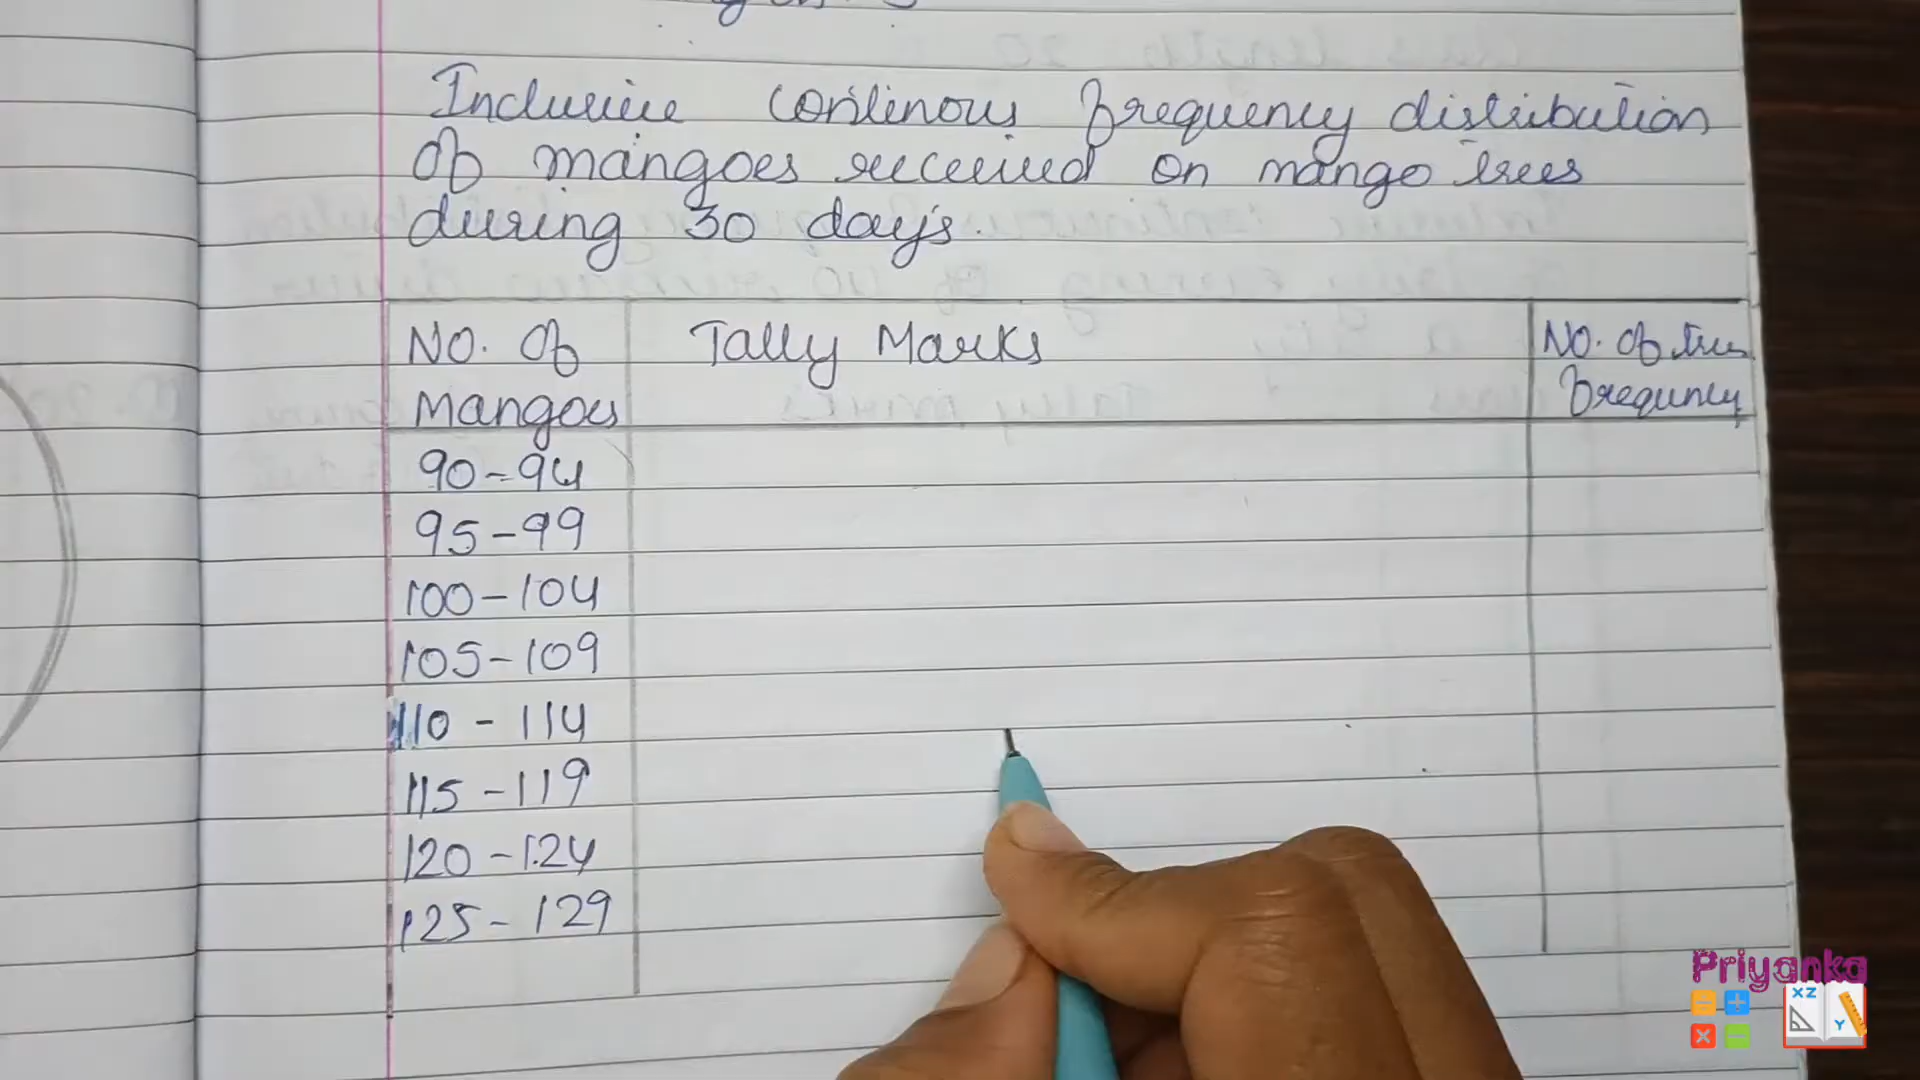 Inclusive continous frequency distribution
of mangoes received on mango trees
during 30 days.
No. of Mangoes
Tally Marks
No. of trees
frequncy
90-94
95-99
100-104
105-109
110-114
115-119
120-124
125-129
Priyanka
XZ
Y